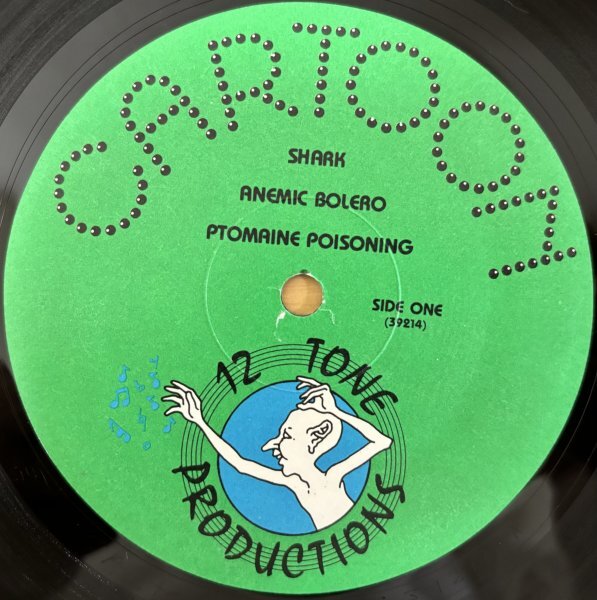 CARTOON
SHARK
ANEMIC BOLERO
PTOMAINE POISONING
SIDE ONE
(39214)
12 TONE
PRODUCTIONS